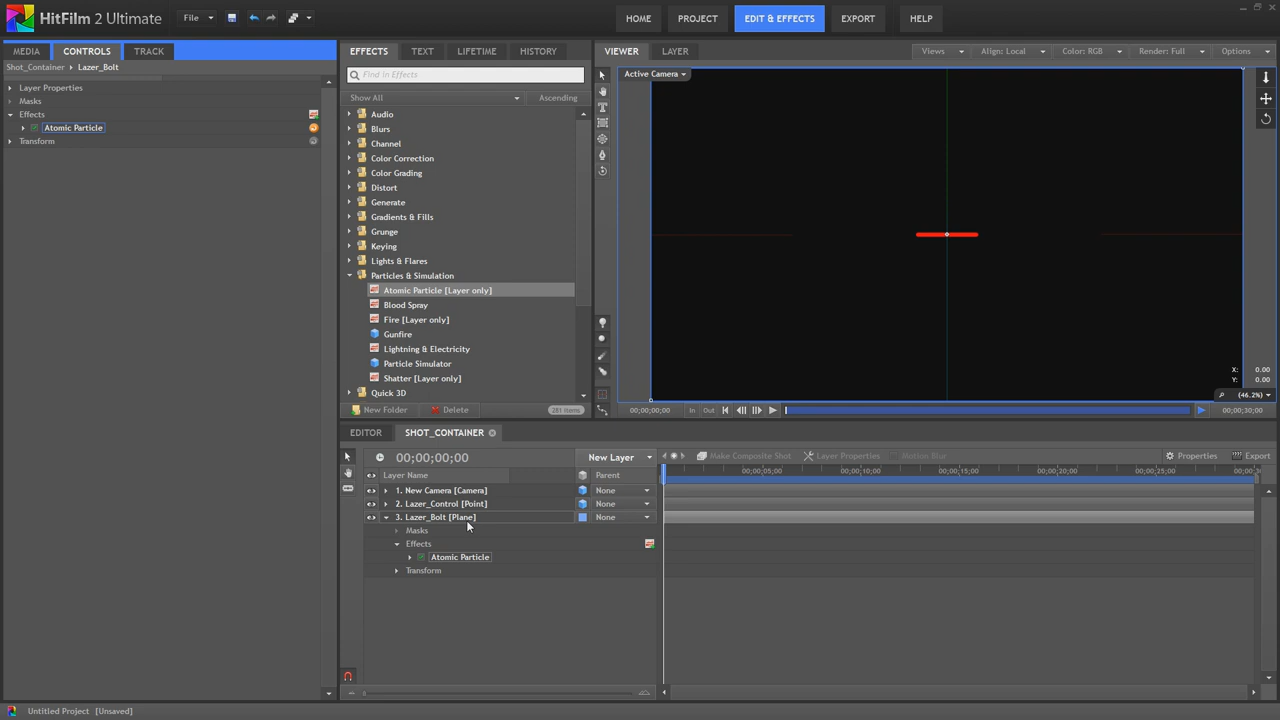 HitFilm 2 Ultimate
File
HOME
PROJECT
EDIT & EFFECTS
EXPORT
HELP
MEDIA
CONTROLS
TRACK
Shot_Container
Lazer_Bolt
Layer Properties
Masks
Effects
Atomic Particle
Transform
EFFECTS
TEXT
LIFETIME
HISTORY
Find in Effects
Show All
Ascending
Audio
Blurs
Channel
Color Correction
Color Grading
Distort
Generate
Gradients & Fills
Grunge
Keying
Lights & Flares
Particles & Simulation
Atomic Particle [Layer only]
Blood Spray
Fire [Layer only]
Gunfire
Lightning & Electricity
Particle Simulator
Shatter [Layer only]
Quick 3D
New Folder
Delete
281 items
VIEWER
LAYER
Views
Align: Local
Color: RGB
Render: Full
Options
Active Camera
X: 0.00
Y: 0.00
(46.2%)
00;00;00;00
In
Out
00;00;30;00
EDITOR
SHOT_CONTAINER
00;00;00;00
New Layer
Make Composite Shot
Layer Properties
Motion Blur
Properties
Export
Layer Name
Parent
00;00;05;00
00;00;10;00
00;00;15;00
00;00;20;00
00;00;25;00
1. New Camera [Camera]
None
2. Lazer_Control [Point]
None
3. Lazer_Bolt [Plane]
None
Masks
Effects
Atomic Particle
Transform
Untitled Project
[Unsaved]